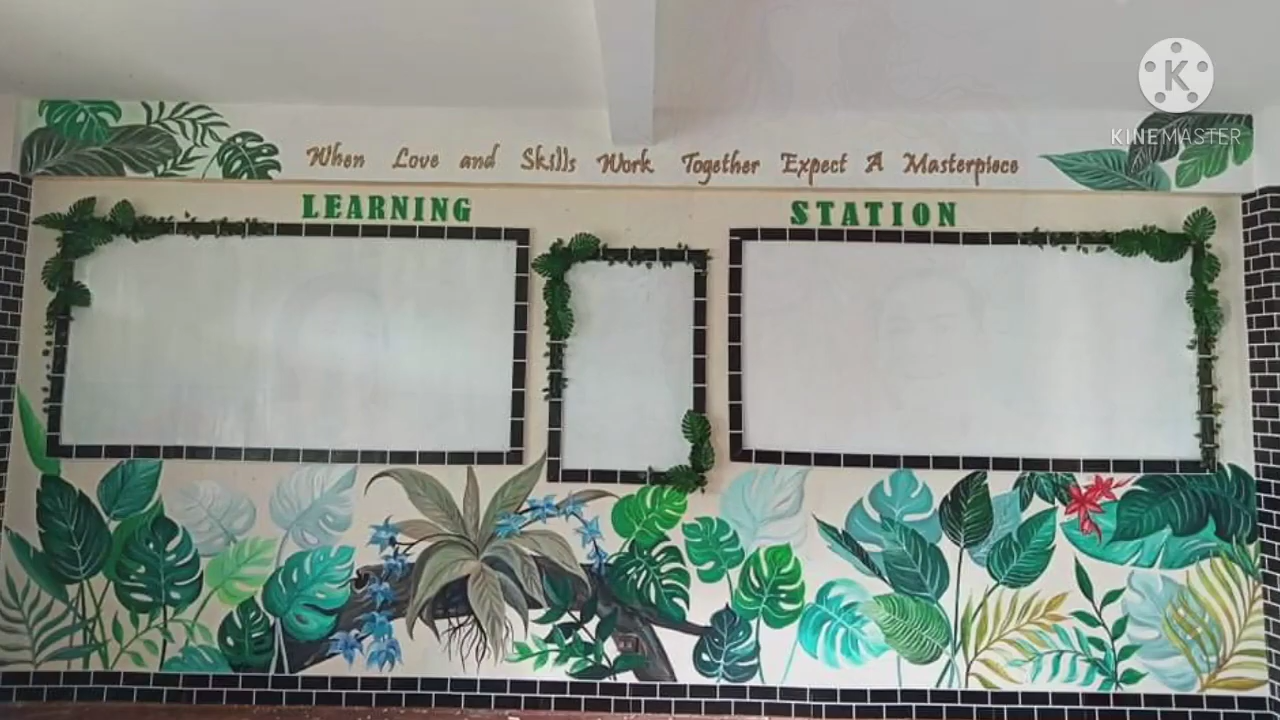 When Love and Skills Work Together Expect A Masterpiece
LEARNING STATION
K
KINEMASTER